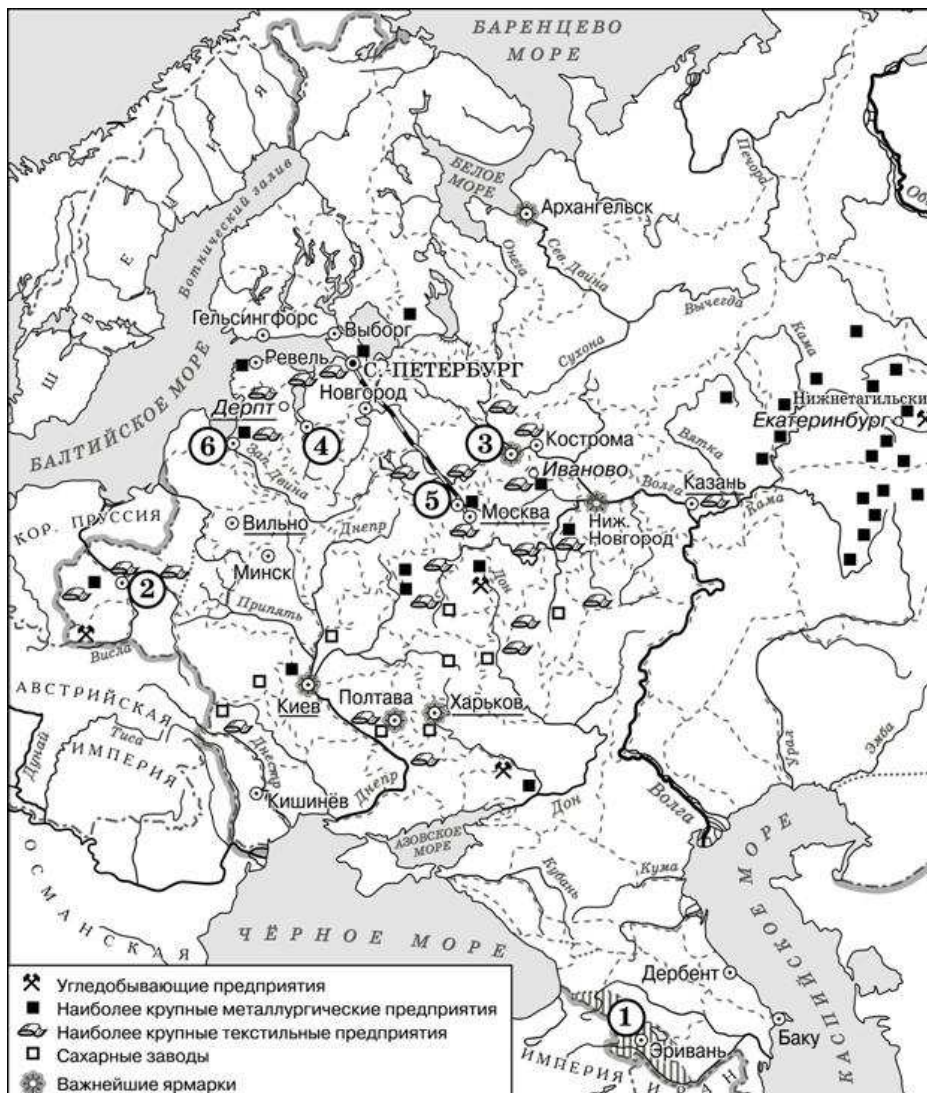 БАРЕНЦЕВО
МОРЕ
Печора
Обь
БЕЛОЕ
МОРЕ
Архангельск
Онега
Сев. Двина
Вычегда
Ботнический залив
ШВЕЦИЯ
Гельсингфорс
Выборг
Сухона
Кама
Ревель
С.-ПЕТЕРБУРГ
Новгород
Нижнетагильский
Дерпт
Екатеринбург
БАЛТИЙСКОЕ МОРЕ
6
4
3
Кострома
Вятка
Зап. Двина
Иваново
Волга
Казань
5
Москва
Кама
КОР. ПРУССИЯ
Вильно
Днепр
Ниж.
Новгород
Минск
Дон
2
Припять
Висла
АВСТРИЙСКАЯ
ИМПЕРИЯ
Киев
Полтава
Харьков
Дунай
Тиса
Днестр
Урал
Эмба
Кишинёв
Днепр
Дон
Волга
АЗОВСКОЕ
МОРЕ
ОСМАНСКАЯ
Кубань
Кума
ЧЁРНОЕ МОРЕ
КАСПИЙСКОЕ МОРЕ
Дербент
1
Баку
Эривань
ИМПЕРИЯ
ИРАН
Угледобывающие предприятия
Наиболее крупные металлургические предприятия
Наиболее крупные текстильные предприятия
Сахарные заводы
Важнейшие ярмарки